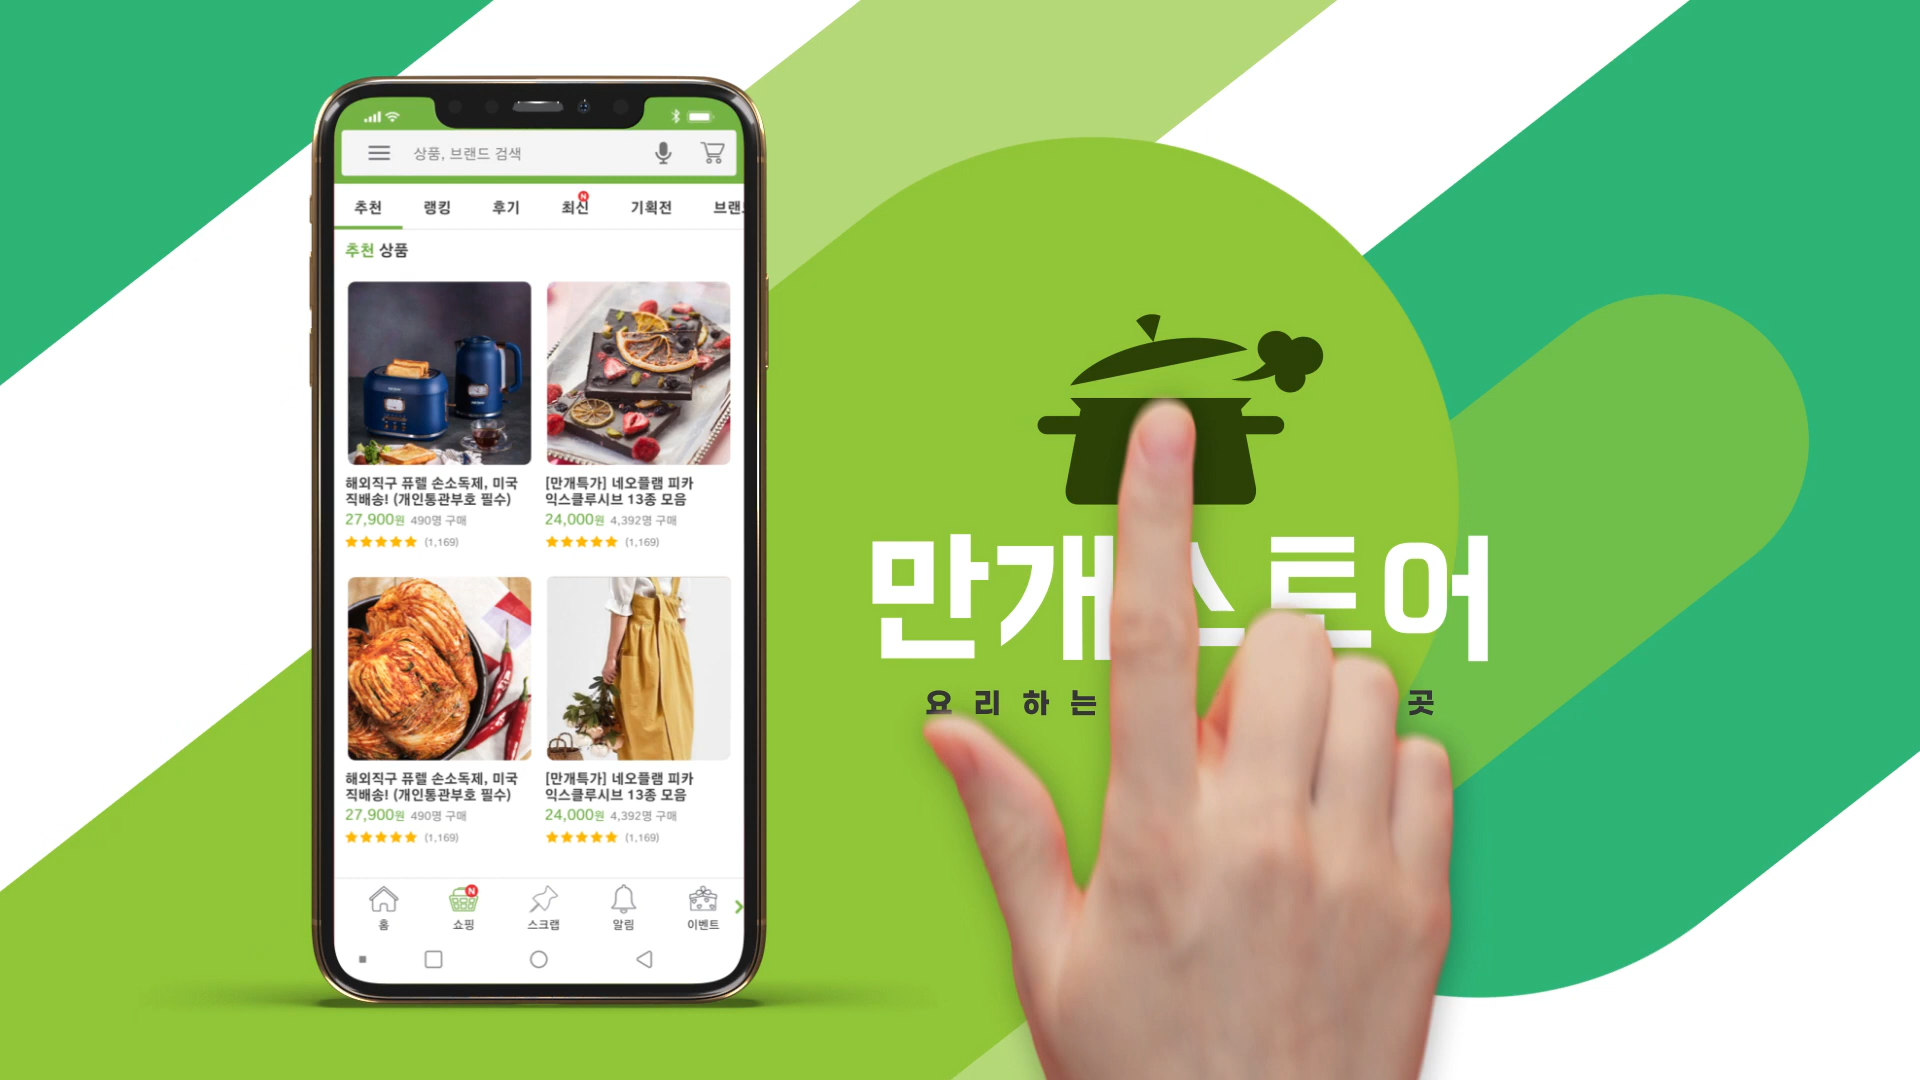 상품, 브랜드 검색
추천 랭킹 후기 최신 기획전
N
추천 상품
해외직구 퓨렐 손소독제, 미국
직배송! (개인통관부호 필수)
27,900원 490명 구매
(1,169)
[만개특가] 네오플램 피카
익스클루시브 13종 모음
24,000원 4,392명 구매
(1,169)
해외직구 퓨렐 손소독제, 미국
직배송! (개인통관부호 필수)
27,900원 490명 구매
(1,169)
[만개특가] 네오플램 피카
익스클루시브 13종 모음
24,000원 4,392명 구매
(1,169)
N
홈 쇼핑 스크랩 알림 이벤트
만개스토어
요리하는 곳